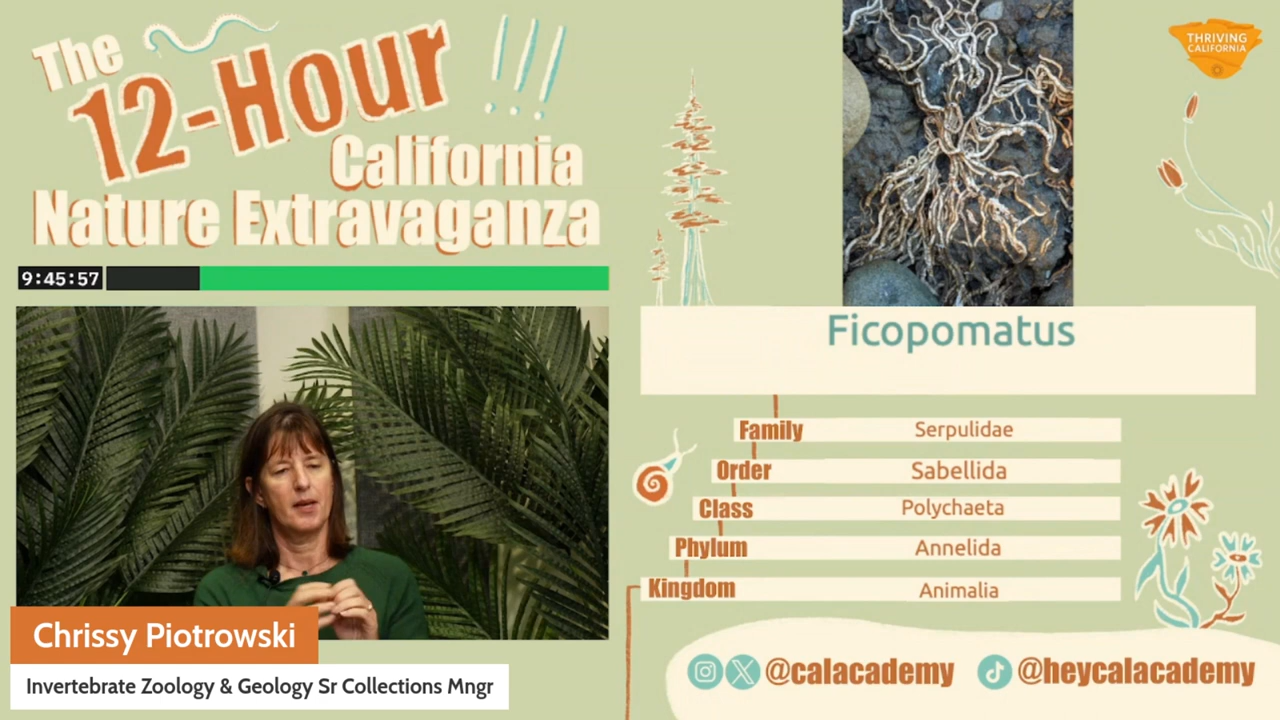 The
12-Hour !!!
California
Nature Extravaganza
9:45:57
Chrissy Piotrowski
Invertebrate Zoology & Geology Sr Collections Mngr
THRIVING
CALIFORNIA
Ficopomatus
Family Serpulidae
Order Sabellida
Class Polychaeta
Phylum Annelida
Kingdom Animalia
@calacademy @heycalacademy